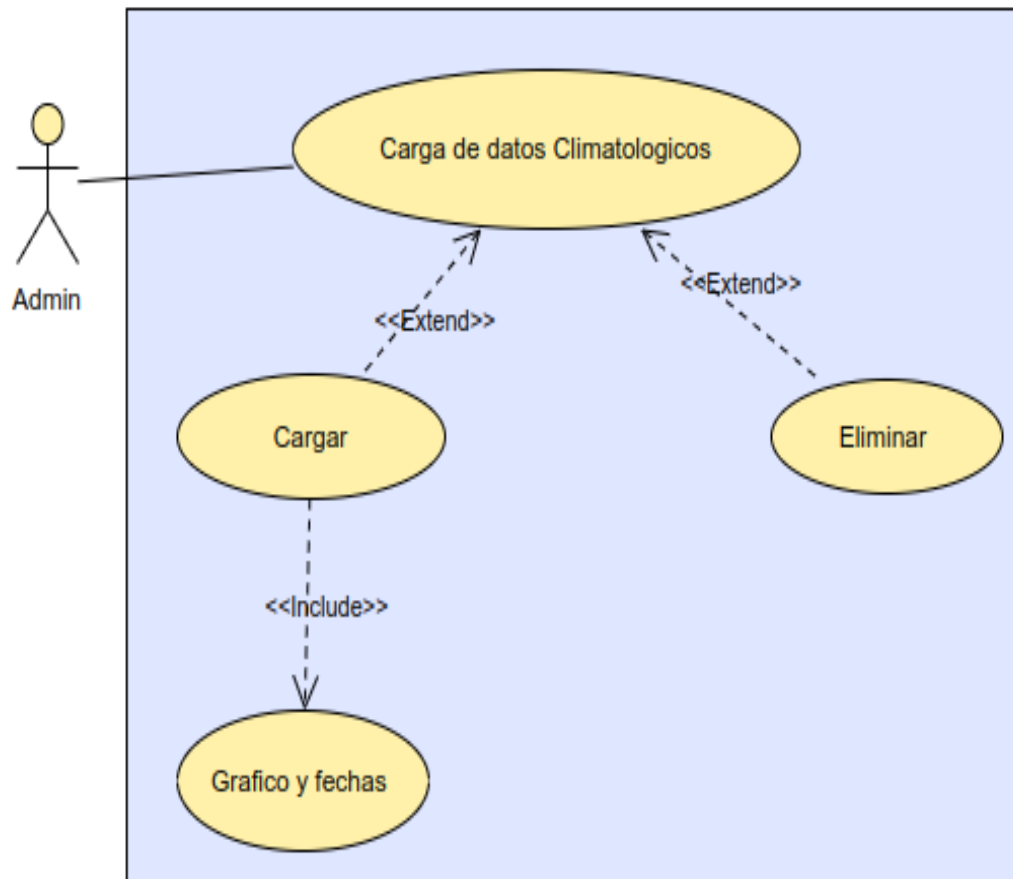 Carga de datos Climatologicos
Admin
<<Extend>>
<<Extend>>
Cargar
Eliminar
<<Include>>
Grafico y fechas